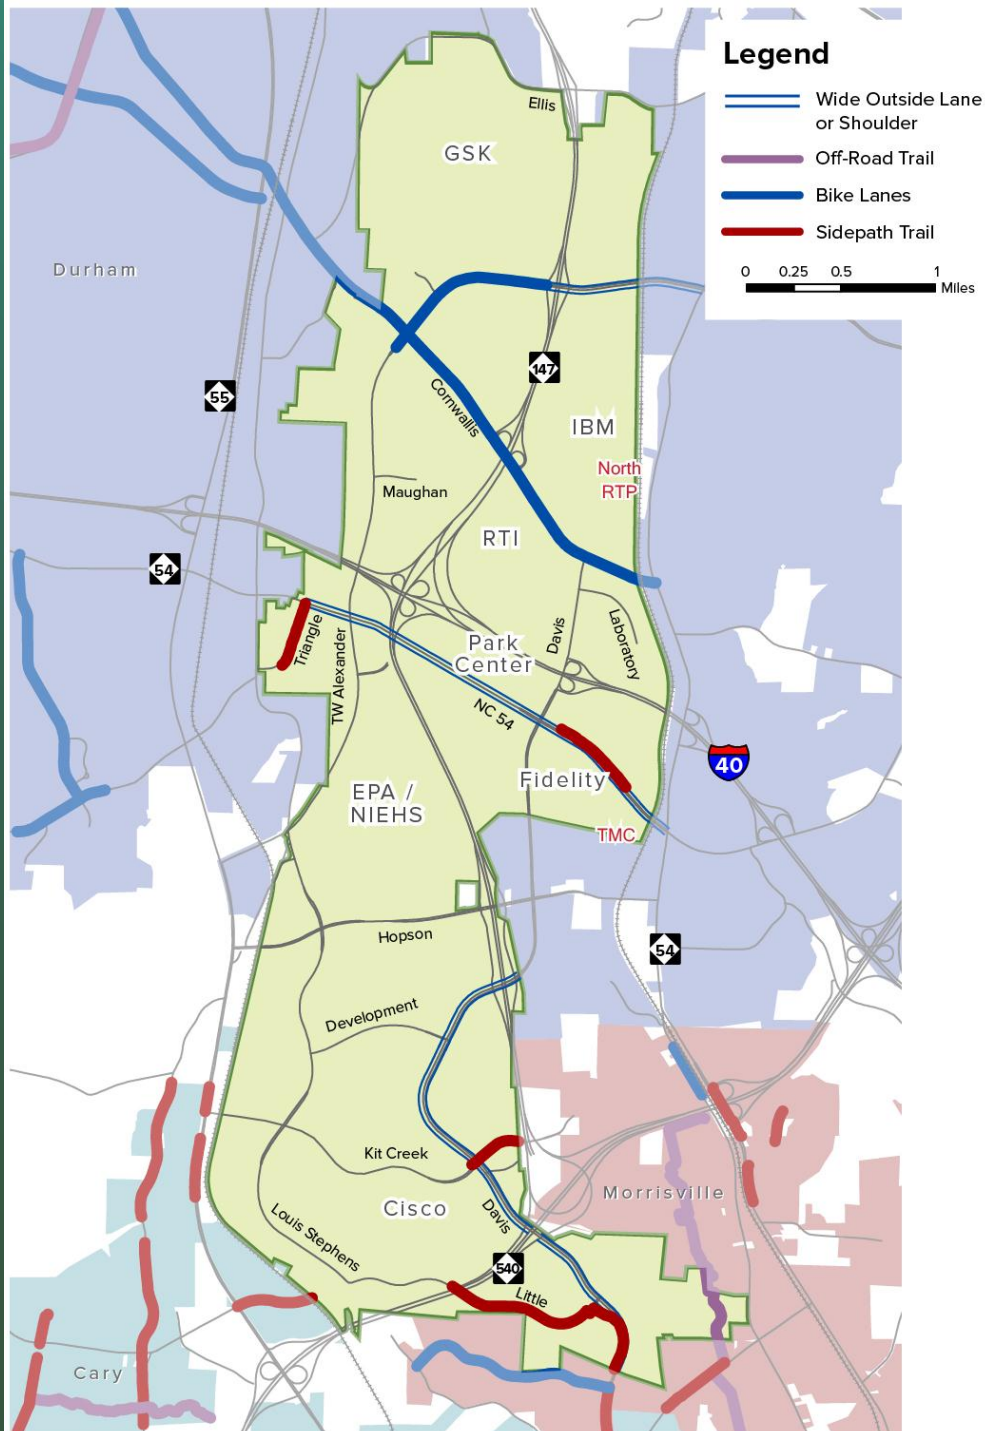 Legend
Wide Outside Lane
or Shoulder
Off-Road Trail
Bike Lanes
Sidepath Trail
0 0.25 0.5 1
Miles
Ellis
GSK
Durham
147
55
Cornwallis
IBM
North
RTP
Maughan
RTI
54
Triangle
TW Alexander
Park
Center
Davis
Laboratory
NC 54
40
Fidelity
EPA /
NIEHS
TMC
Hopson
54
Development
Kit Creek
Morrisville
Cisco
Davis
Louis Stephens
540
Little
Cary